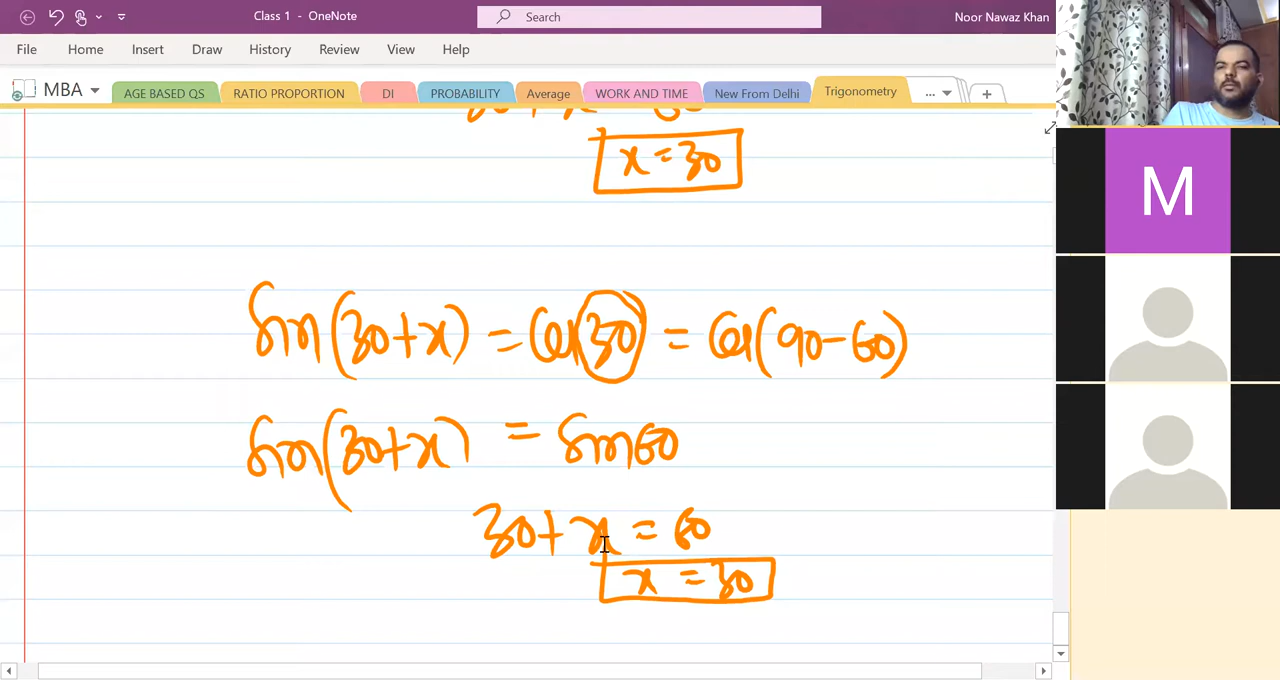 Class 1 - OneNote
Search
Noor Nawaz Khan
File Home Insert Draw History Review View Help
MBA
AGE BASED QS RATIO PROPORTION DI PROBABILITY Average WORK AND TIME New From Delhi Trigonometry ...
x = 30
M
Sin(30+x) = Cos(30) = Cos(90-60)
Sin(30+x) = Sin60
30+x = 60
x = 30